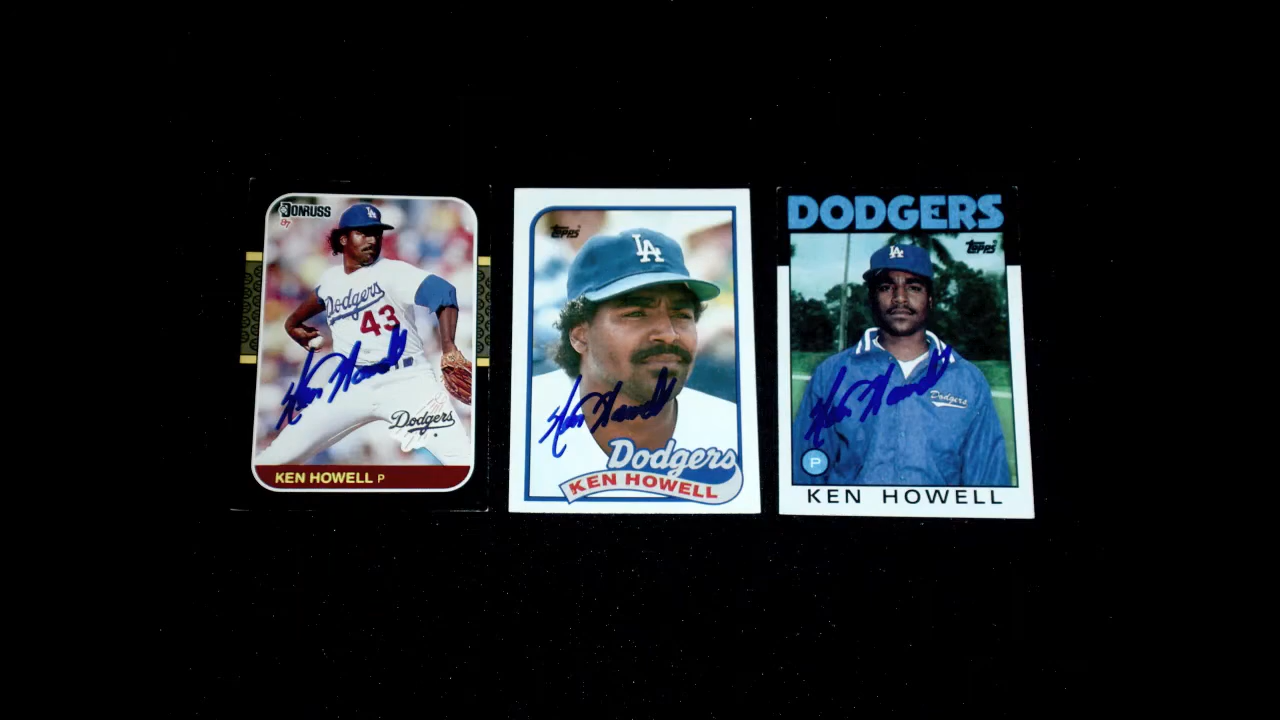 DONRUSS
87
LA
Dodgers
43
Ken Howell
Dodgers
KEN HOWELL P
TOPPS
LA
Ken Howell
Dodgers
KEN HOWELL
DODGERS
TOPPS
LA
Dodgers
Ken Howell
P
KEN HOWELL